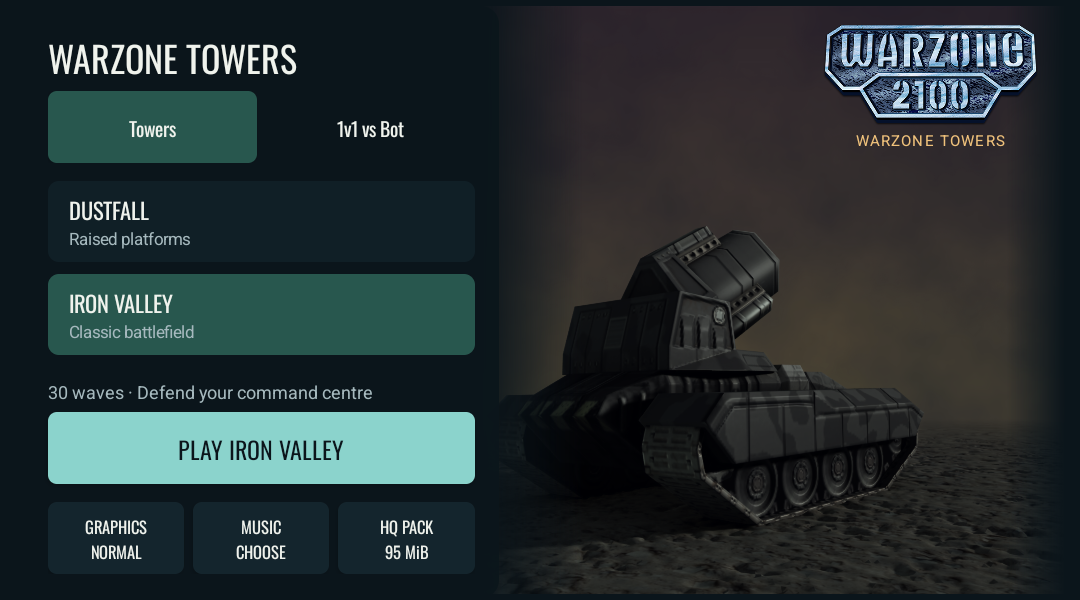 WARZONE TOWERS
Towers
1v1 vs Bot
DUSTFALL
Raised platforms
IRON VALLEY
Classic battlefield
30 waves · Defend your command centre
PLAY IRON VALLEY
GRAPHICS
NORMAL
MUSIC
CHOOSE
HQ PACK
95 MiB
WARZONE
2100
WARZONE TOWERS